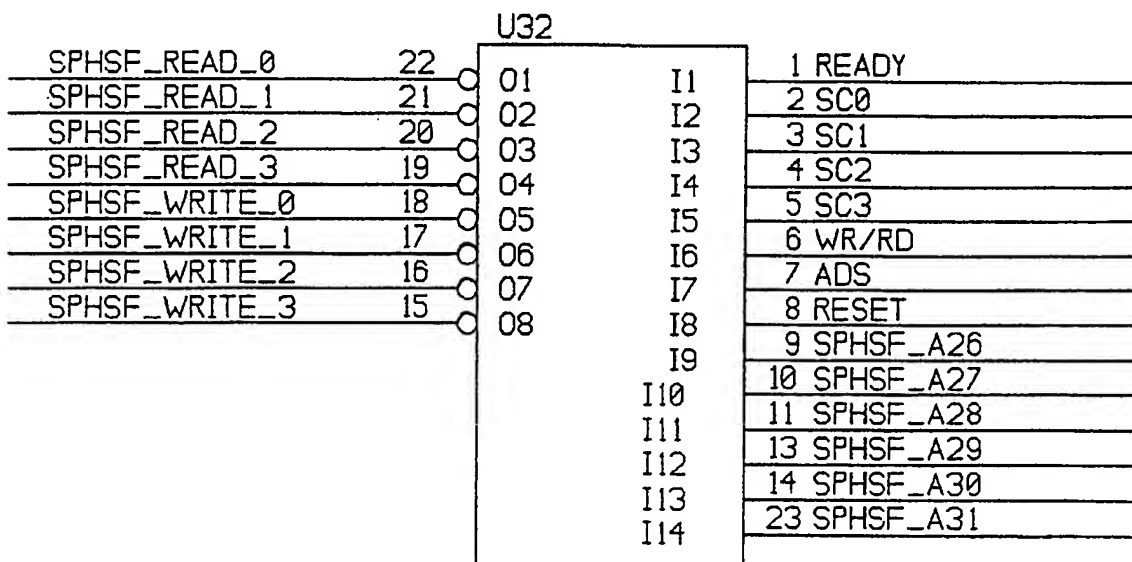 U32
SPHSF_READ_0 22 O1 I1 1 READY
SPHSF_READ_1 21 O2 I2 2 SC0
SPHSF_READ_2 20 O3 I3 3 SC1
SPHSF_READ_3 19 O4 I4 4 SC2
SPHSF_WRITE_0 18 O5 I5 5 SC3
SPHSF_WRITE_1 17 O6 I6 6 WR/RD
SPHSF_WRITE_2 16 O7 I7 7 ADS
SPHSF_WRITE_3 15 O8 I8 8 RESET
I9 9 SPHSF_A26
I10 10 SPHSF_A27
I11 11 SPHSF_A28
I12 13 SPHSF_A29
I13 14 SPHSF_A30
I14 23 SPHSF_A31